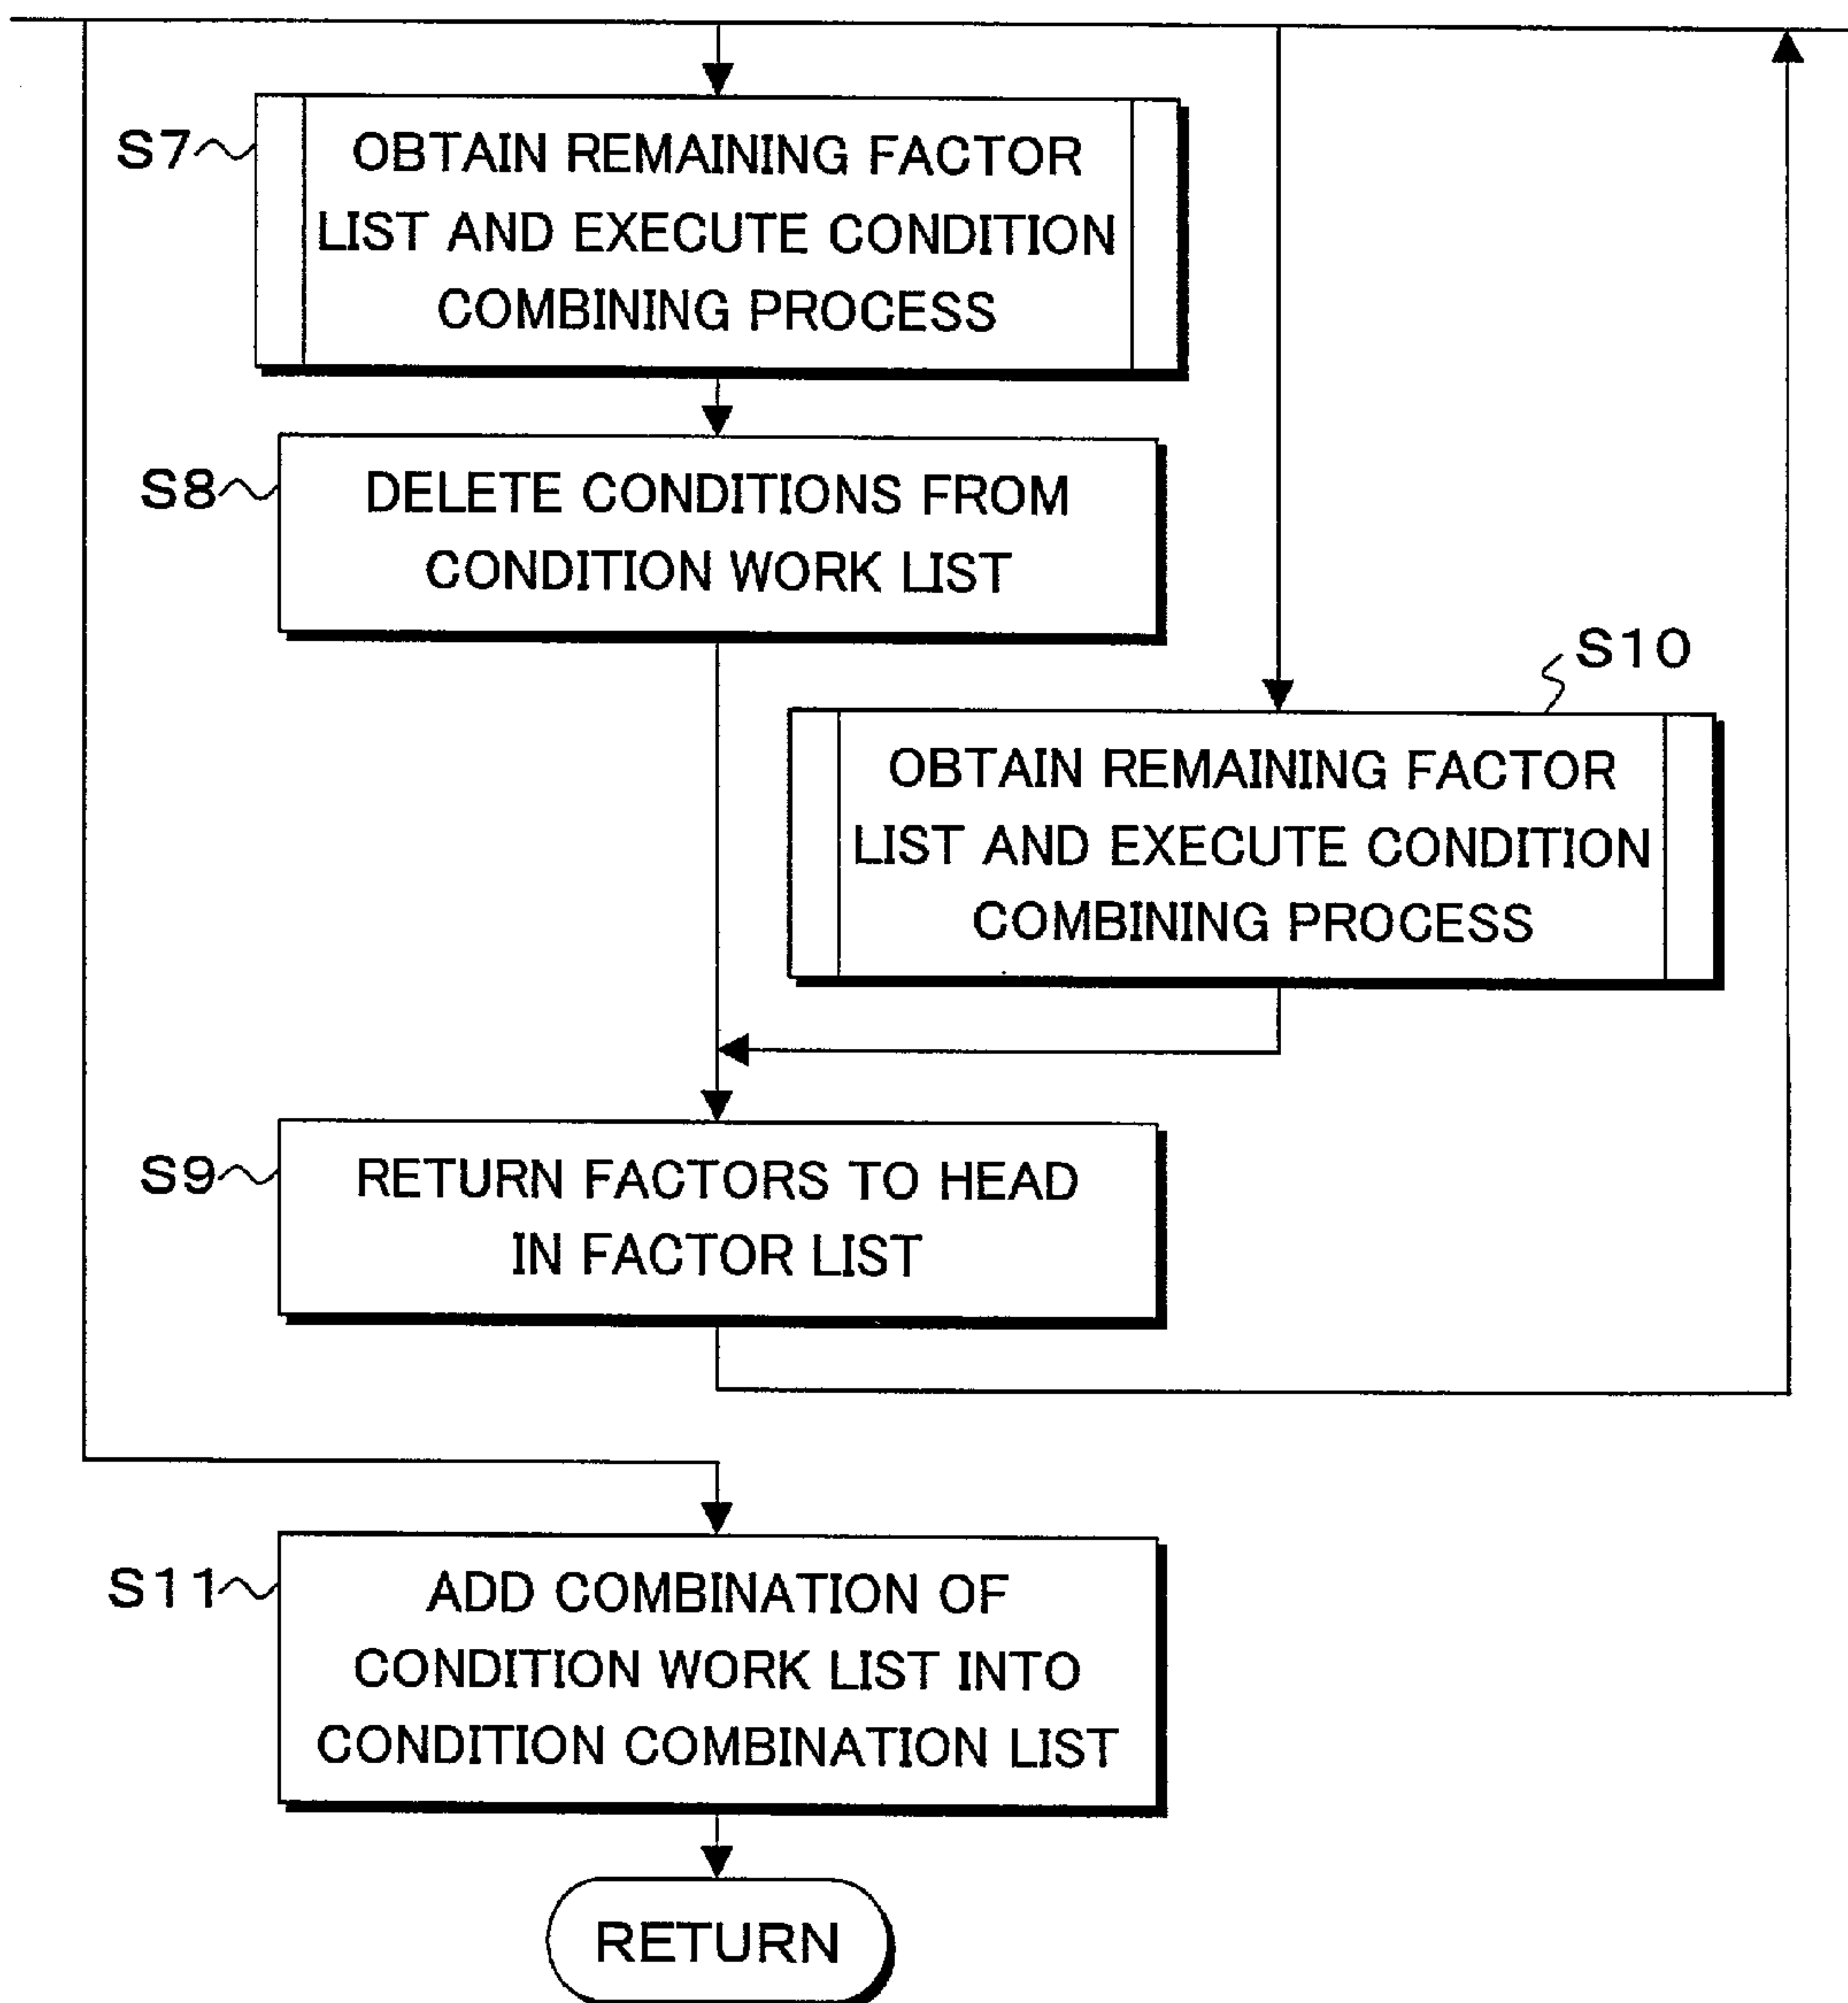 S7
OBTAIN REMAINING FACTOR
LIST AND EXECUTE CONDITION
COMBINING PROCESS
S8
DELETE CONDITIONS FROM
CONDITION WORK LIST
S10
OBTAIN REMAINING FACTOR
LIST AND EXECUTE CONDITION
COMBINING PROCESS
S9
RETURN FACTORS TO HEAD
IN FACTOR LIST
S11
ADD COMBINATION OF
CONDITION WORK LIST INTO
CONDITION COMBINATION LIST
RETURN